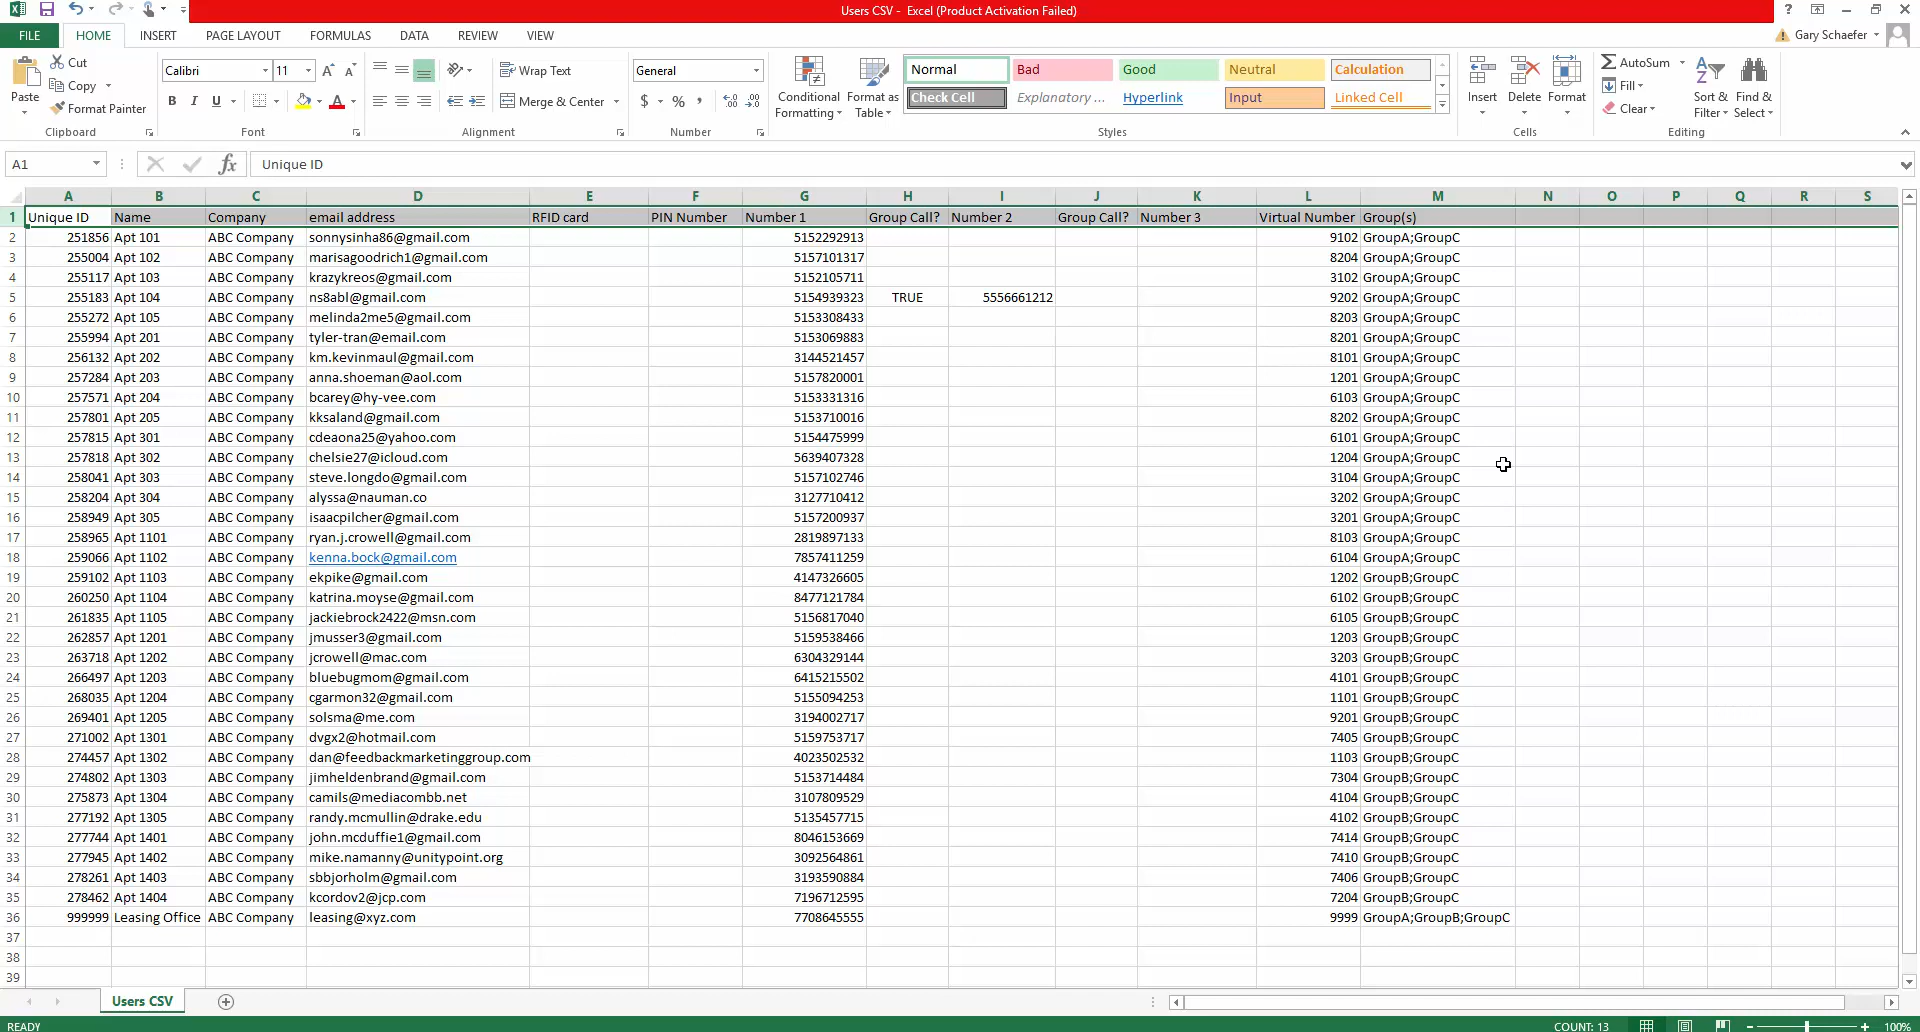 Users CSV - Excel (Product Activation Failed)
FILE HOME INSERT PAGE LAYOUT FORMULAS DATA REVIEW VIEW Gary Schaefer
Paste Cut Copy Format Painter Clipboard
Calibri 11 B I U A Font
Wrap Text Merge & Center Alignment
General $ % , Number
Conditional Formatting Format as Table
Normal Bad Good Neutral Calculation
Check Cell Explanatory ... Hyperlink Input Linked Cell
Styles
Insert Delete Format Cells
AutoSum Fill Clear Sort & Filter Find & Select Editing
A1 fx Unique ID
A B C D E F G H I J K L M N O P Q R S
1 Unique ID Name Company email address RFID card PIN Number Number 1 Group Call? Number 2 Group Call? Number 3 Virtual Number Group(s)
2 251856 Apt 101 ABC Company sonnysinha86@gmail.com 5152292913 9102 GroupA;GroupC
3 255004 Apt 102 ABC Company marisagoodrich1@gmail.com 5157101317 8204 GroupA;GroupC
4 255117 Apt 103 ABC Company krazykreos@gmail.com 5152105711 3102 GroupA;GroupC
5 255183 Apt 104 ABC Company ns8abl@gmail.com 5154939323 TRUE 5556661212 9202 GroupA;GroupC
6 255272 Apt 105 ABC Company melinda2me5@gmail.com 5153308433 8203 GroupA;GroupC
7 255994 Apt 201 ABC Company tyler-tran@email.com 5153069883 8201 GroupA;GroupC
8 256132 Apt 202 ABC Company km.kevinmaul@gmail.com 3144521457 8101 GroupA;GroupC
9 257284 Apt 203 ABC Company anna.shoeman@aol.com 5157820001 1201 GroupA;GroupC
10 257571 Apt 204 ABC Company bcarey@hy-vee.com 5153331316 6103 GroupA;GroupC
11 257801 Apt 205 ABC Company kksaland@gmail.com 5153710016 8202 GroupA;GroupC
12 257815 Apt 301 ABC Company cdeaona25@yahoo.com 5154475999 6101 GroupA;GroupC
13 257818 Apt 302 ABC Company chelsie27@icloud.com 5639407328 1204 GroupA;GroupC
14 258041 Apt 303 ABC Company steve.longdo@gmail.com 5157102746 3104 GroupA;GroupC
15 258204 Apt 304 ABC Company alyssa@nauman.co 3127710412 3202 GroupA;GroupC
16 258949 Apt 305 ABC Company isaacpilcher@gmail.com 5157200937 3201 GroupA;GroupC
17 258965 Apt 1101 ABC Company ryan.j.crowell@gmail.com 2819897133 8103 GroupA;GroupC
18 259066 Apt 1102 ABC Company kenna.bock@gmail.com 7857411259 6104 GroupA;GroupC
19 259102 Apt 1103 ABC Company ekpike@gmail.com 4147326605 1202 GroupB;GroupC
20 260250 Apt 1104 ABC Company katrina.moyse@gmail.com 8477121784 6102 GroupB;GroupC
21 261835 Apt 1105 ABC Company jackiebrock2422@msn.com 5156817040 6105 GroupB;GroupC
22 262857 Apt 1201 ABC Company jmusser3@gmail.com 5159538466 1203 GroupB;GroupC
23 263718 Apt 1202 ABC Company jcrowell@mac.com 6304329144 3203 GroupB;GroupC
24 266497 Apt 1203 ABC Company bluebugmom@gmail.com 6415215502 4101 GroupB;GroupC
25 268035 Apt 1204 ABC Company cgarmon32@gmail.com 5155094253 1101 GroupB;GroupC
26 269401 Apt 1205 ABC Company solsma@me.com 3194002717 9201 GroupB;GroupC
27 271002 Apt 1301 ABC Company dvgx2@hotmail.com 5159753717 7405 GroupB;GroupC
28 274457 Apt 1302 ABC Company dan@feedbackmarketinggroup.com 4023502532 1103 GroupB;GroupC
29 274802 Apt 1303 ABC Company jimheldenbrand@gmail.com 5153714484 7304 GroupB;GroupC
30 275873 Apt 1304 ABC Company camils@mediacombb.net 3107809529 4104 GroupB;GroupC
31 277192 Apt 1305 ABC Company randy.mcmullin@drake.edu 5135457715 4102 GroupB;GroupC
32 277744 Apt 1401 ABC Company john.mcduffie1@gmail.com 8046153669 7414 GroupB;GroupC
33 277945 Apt 1402 ABC Company mike.namanny@unitypoint.org 3092564861 7410 GroupB;GroupC
34 278261 Apt 1403 ABC Company sbbjorholm@gmail.com 3193590884 7406 GroupB;GroupC
35 278462 Apt 1404 ABC Company kcordov2@jcp.com 7196712595 7204 GroupB;GroupC
36 999999 Leasing Office ABC Company leasing@xyz.com 7708645555 9999 GroupA;GroupB;GroupC
37
38
39
Users CSV
READY COUNT: 13 100%